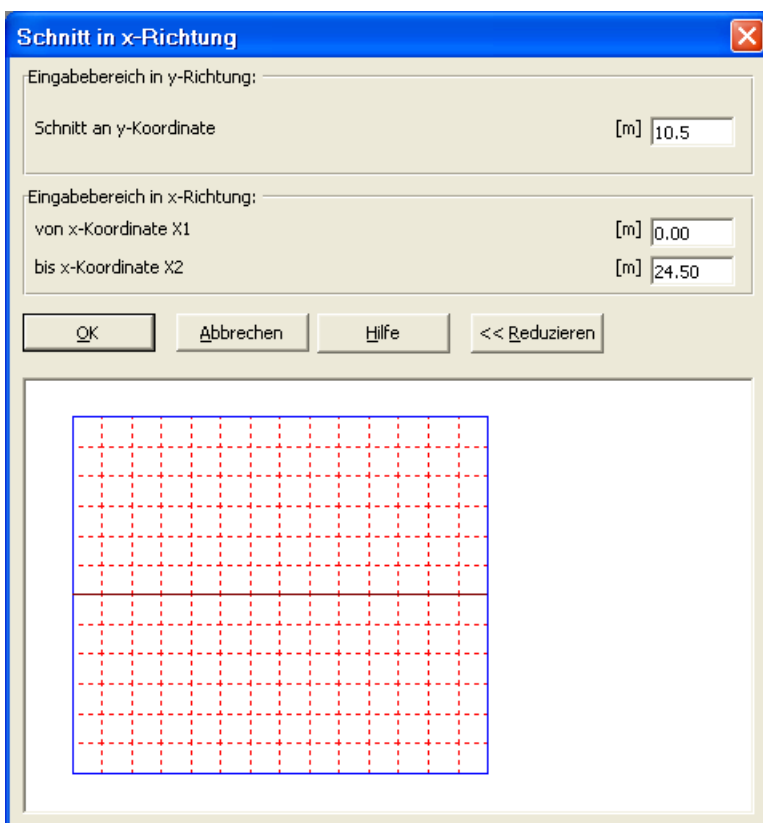 Schnitt in x-Richtung
Eingabebereich in y-Richtung:
Schnitt an y-Koordinate [m] 10.5
Eingabebereich in x-Richtung:
von x-Koordinate X1 [m] 0.00
bis x-Koordinate X2 [m] 24.50
OK Abbrechen Hilfe << Reduzieren